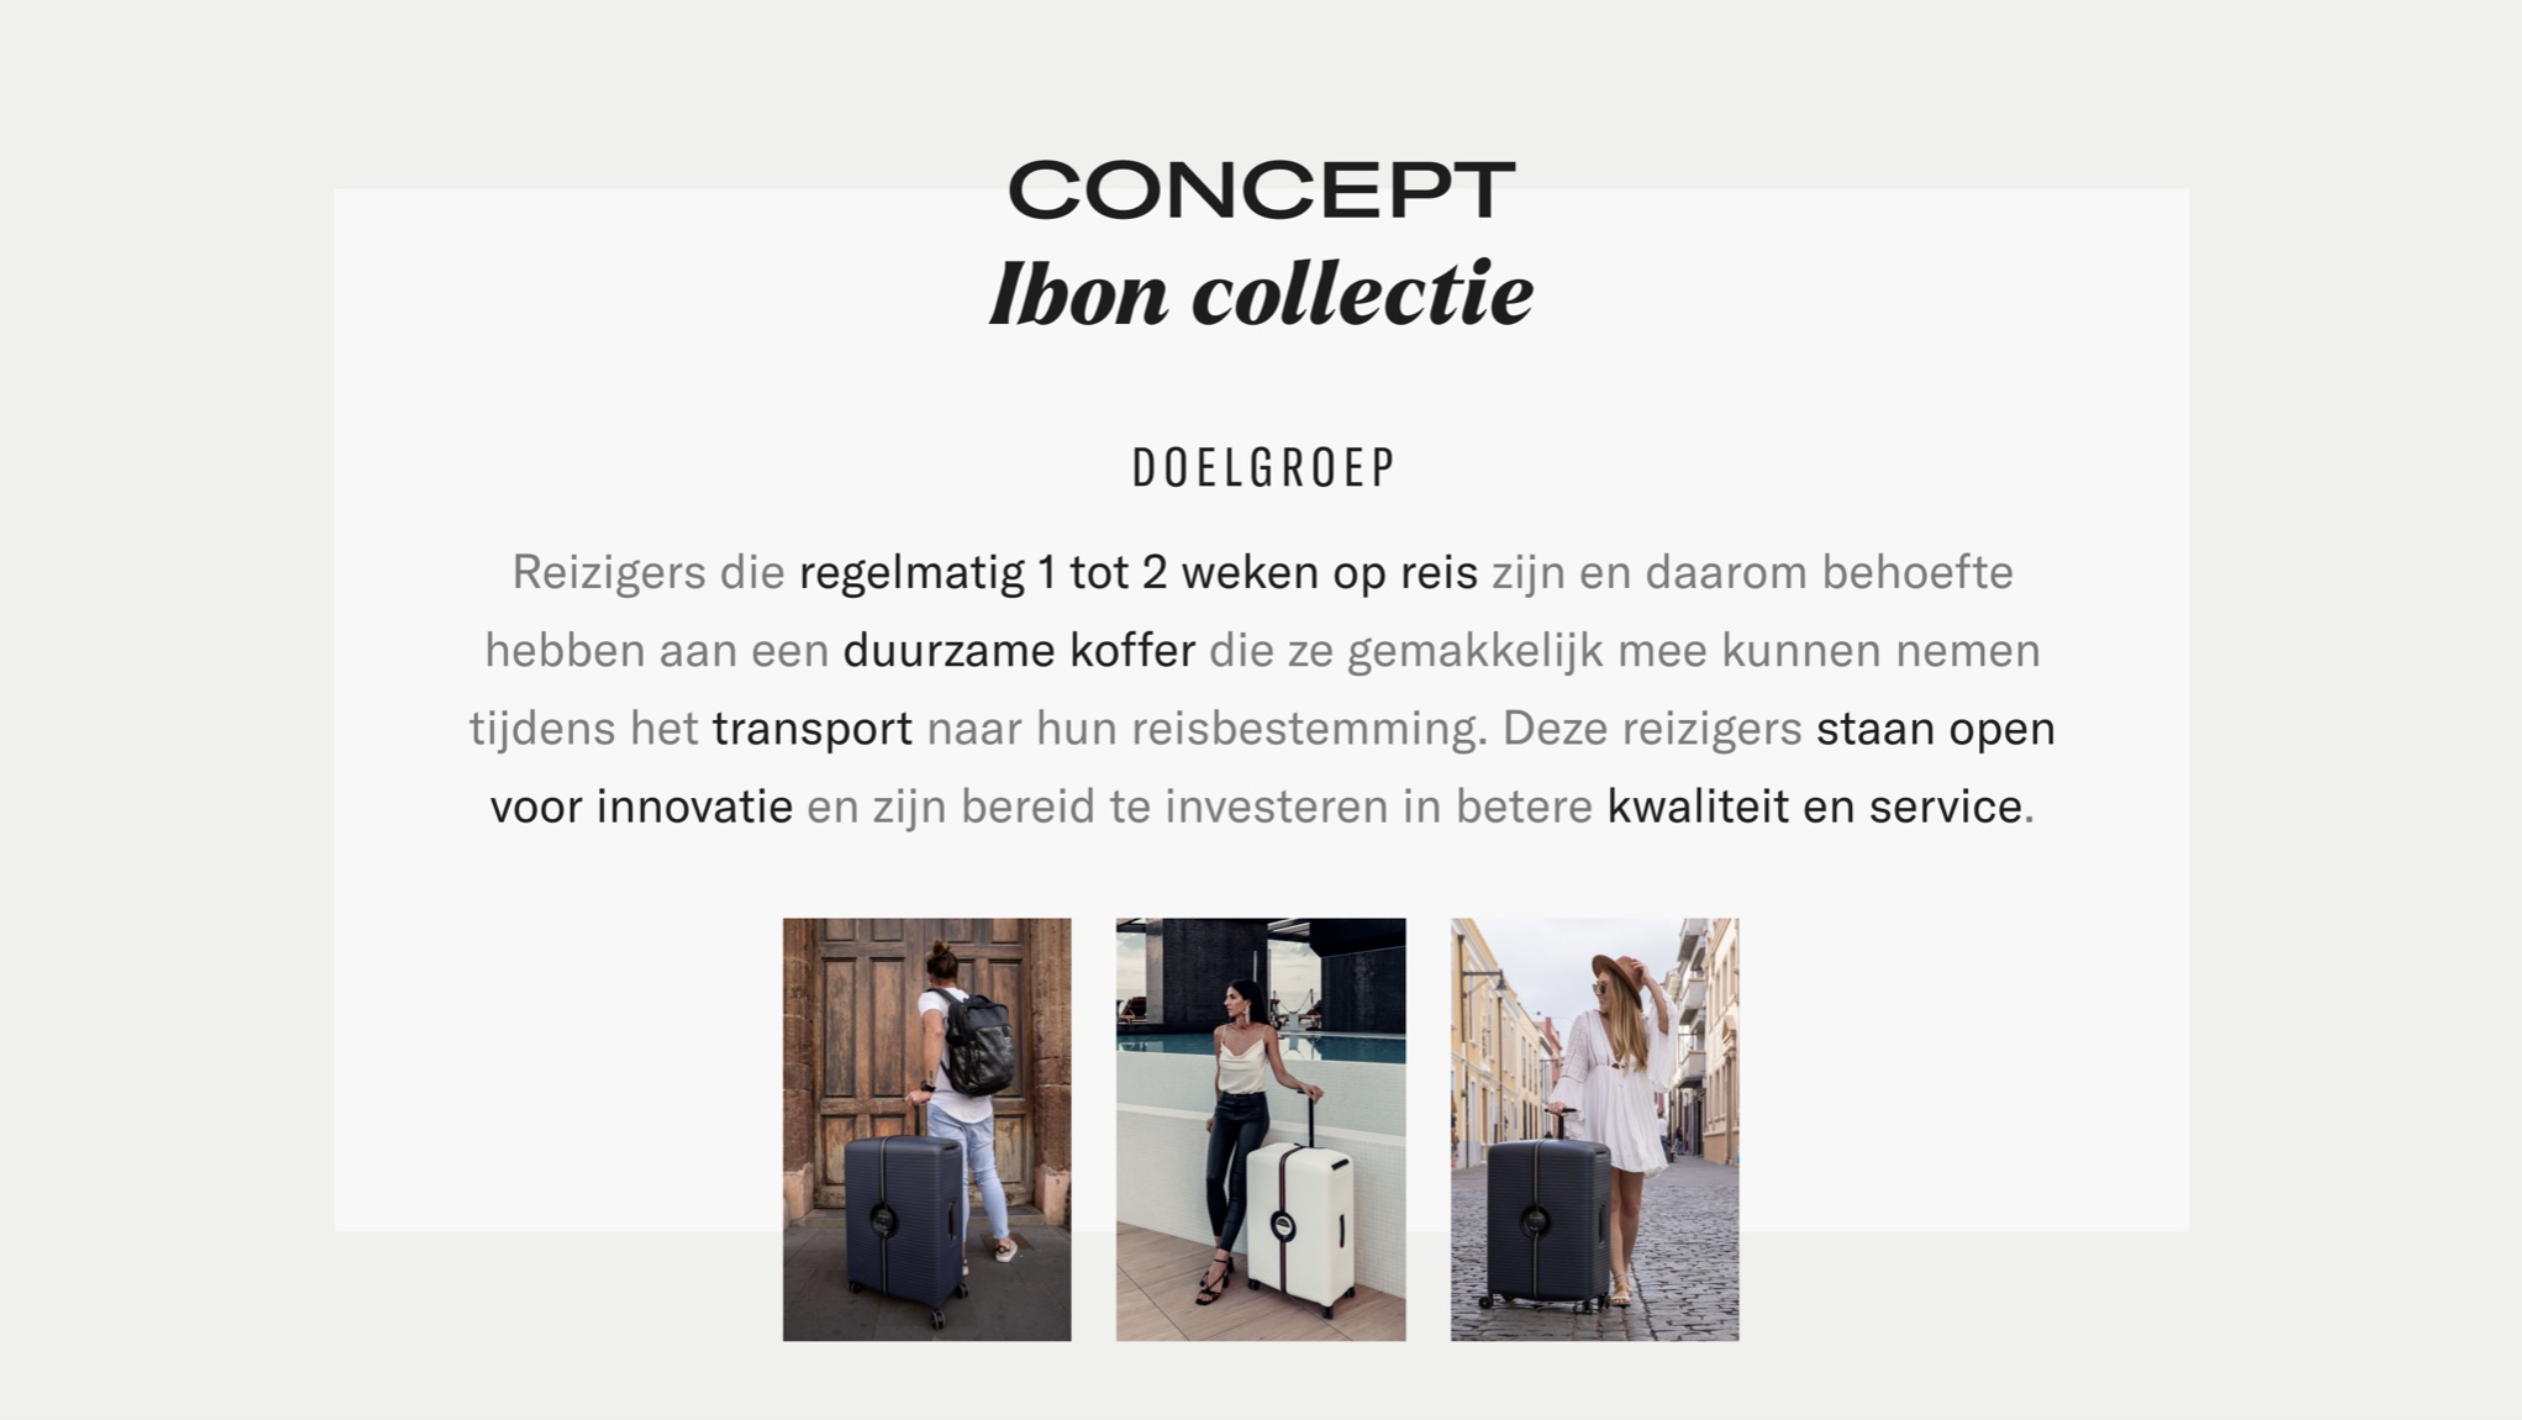 CONCEPT
Ibon collectie
DOELGROEP
Reizigers die regelmatig 1 tot 2 weken op reis zijn en daarom behoefte
hebben aan een duurzame koffer die ze gemakkelijk mee kunnen nemen
tijdens het transport naar hun reisbestemming. Deze reizigers staan open
voor innovatie en zijn bereid te investeren in betere kwaliteit en service.